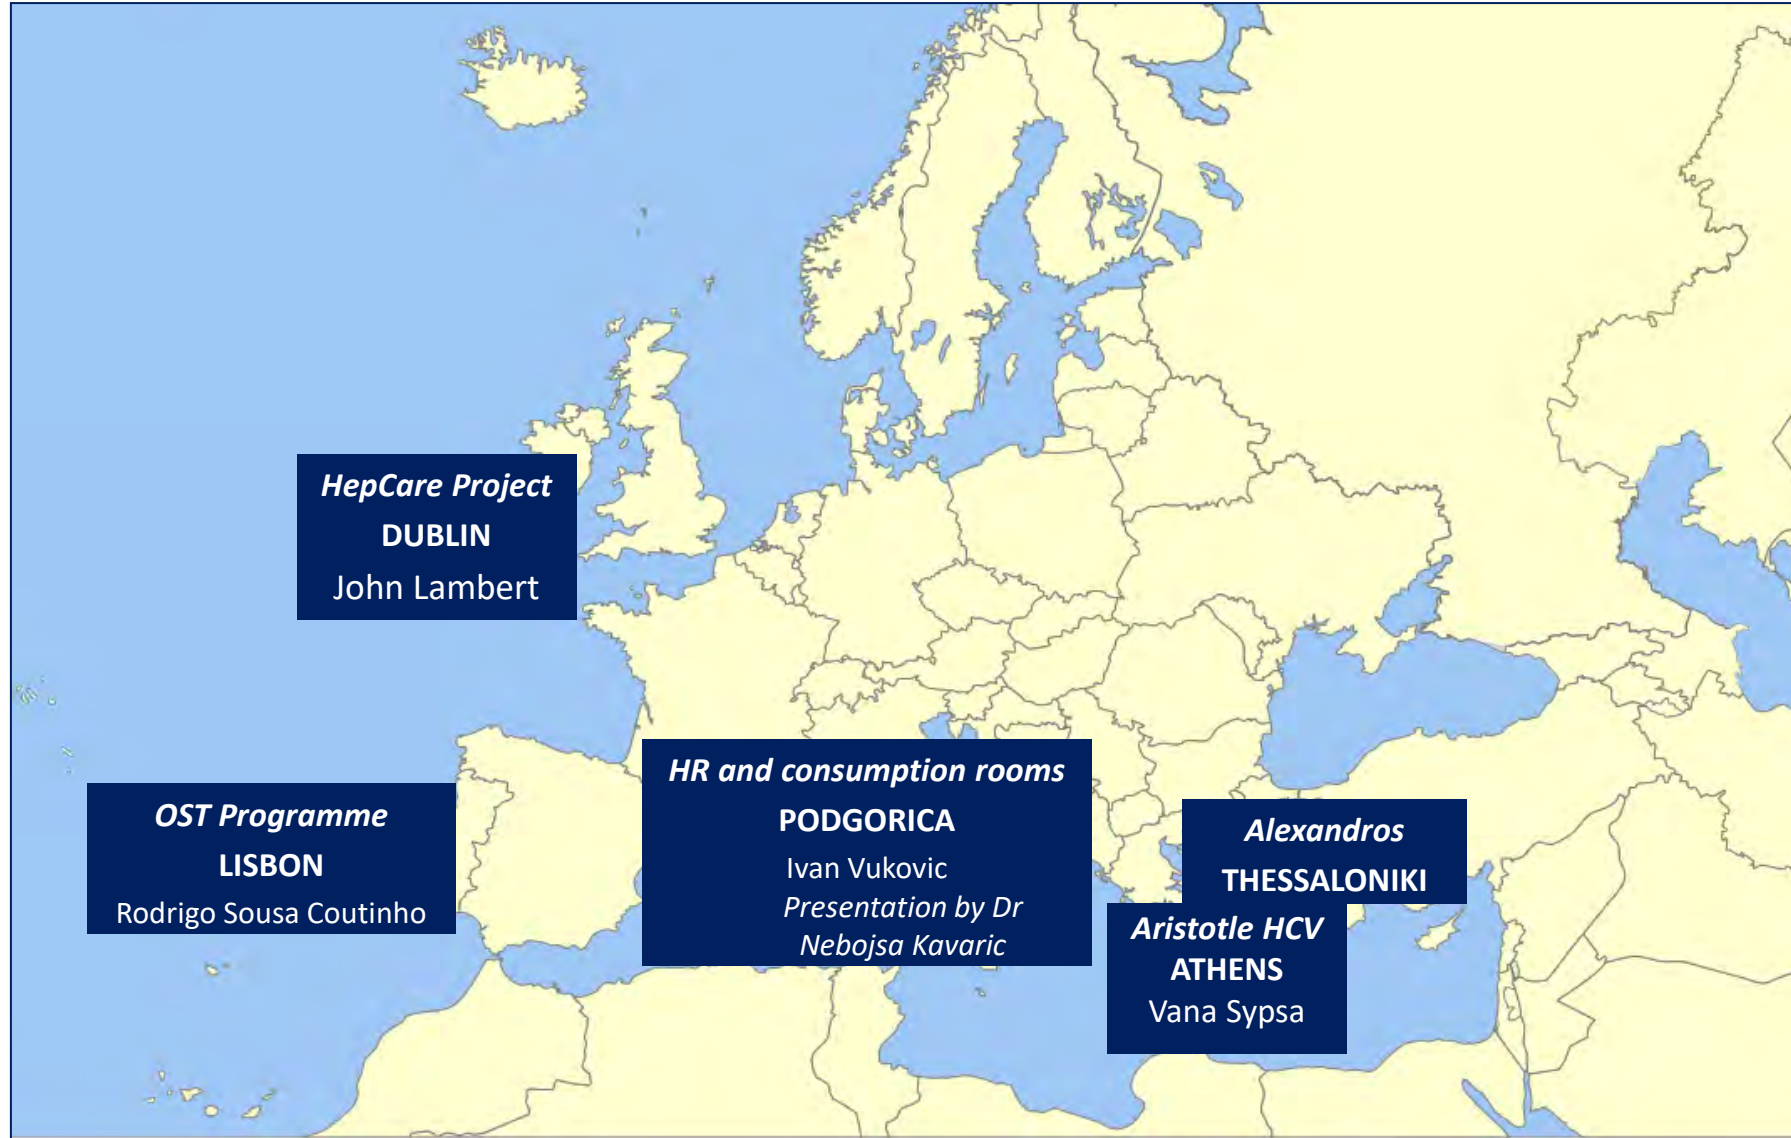 HepCare Project
DUBLIN
John Lambert
OST Programme
LISBON
Rodrigo Sousa Coutinho
HR and consumption rooms
PODGORICA
Ivan Vukovic
Presentation by Dr
Nebojsa Kavaric
Alexandros
THESSALONIKI
Aristotle HCV
ATHENS
Vana Sypsa